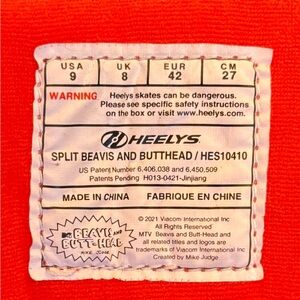 USA UK EUR CM
9 8 42 27
WARNING Heelys skates can be dangerous.
Please see specific safety instructions
on the box or visit www.heelys.com.
HEELYS
SPLIT BEAVIS AND BUTTHEAD / HES10410
US Patent Number 6,406,038 and 6,450,509
Patents Pending H013-0421-Jinjiang
MADE IN CHINA FABRIQUE EN CHINE
© 2021 Viacom International Inc
All Rights Reserved
MTV Beavis and Butt-Head and
all related titles and logos are
trademarks of Viacom International Inc.
Created by Mike Judge
MTV BEAVIS
AND
BUTT-HEAD
MIKE JUDGE